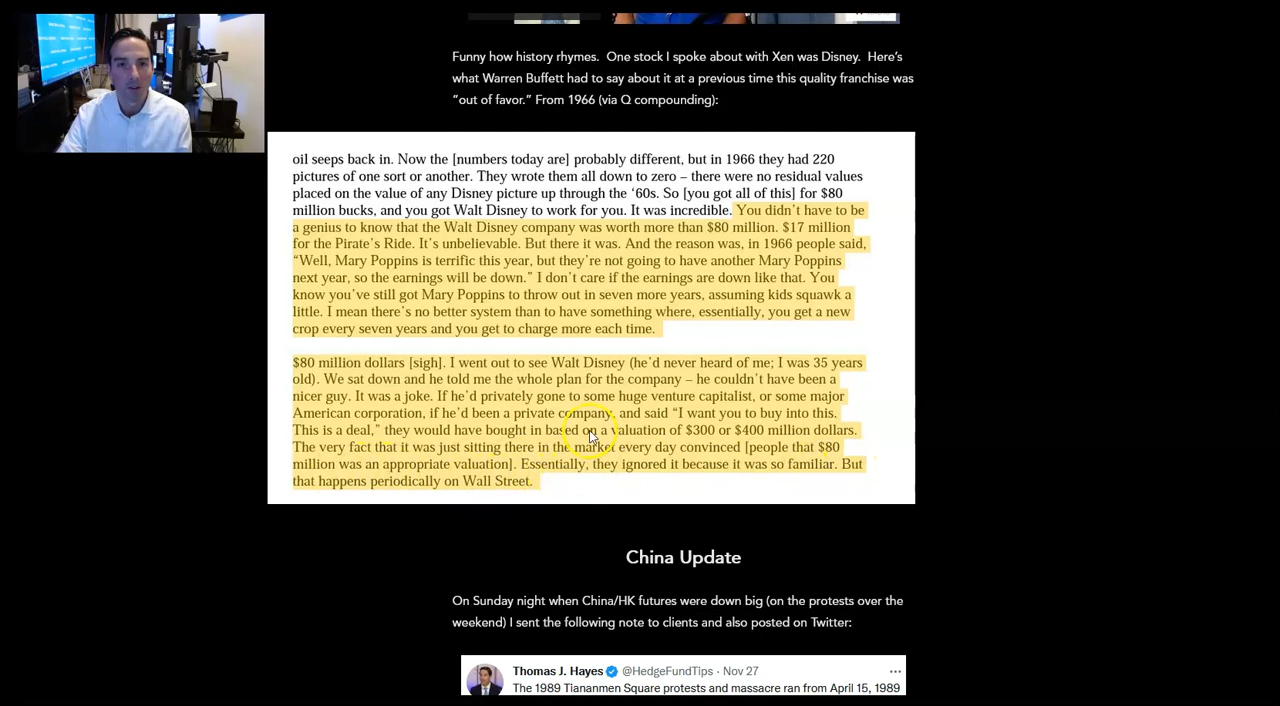 Funny how history rhymes.  One stock I spoke about with Xen was Disney.  Here's
what Warren Buffett had to say about it at a previous time this quality franchise was
"out of favor." From 1966 (via Q compounding):
oil seeps back in. Now the [numbers today are] probably different, but in 1966 they had 220
pictures of one sort or another. They wrote them all down to zero – there were no residual values
placed on the value of any Disney picture up through the '60s. So [you got all of this] for $80
million bucks, and you got Walt Disney to work for you. It was incredible. You didn't have to be
a genius to know that the Walt Disney company was worth more than $80 million. $17 million
for the Pirate's Ride. It's unbelievable. But there it was. And the reason was, in 1966 people said,
"Well, Mary Poppins is terrific this year, but they're not going to have another Mary Poppins
next year, so the earnings will be down." I don't care if the earnings are down like that. You
know you've still got Mary Poppins to throw out in seven more years, assuming kids squawk a
little. I mean there's no better system than to have something where, essentially, you get a new
crop every seven years and you get to charge more each time.
$80 million dollars [sigh]. I went out to see Walt Disney (he'd never heard of me; I was 35 years
old). We sat down and he told me the whole plan for the company – he couldn't have been a
nicer guy. It was a joke. If he'd privately gone to some huge venture capitalist, or some major
American corporation, if he'd been a private company, and said "I want you to buy into this.
This is a deal," they would have bought in based on a valuation of $300 or $400 million dollars.
The very fact that it was just sitting there in the market every day convinced [people that $80
million was an appropriate valuation]. Essentially, they ignored it because it was so familiar. But
that happens periodically on Wall Street.
China Update
On Sunday night when China/HK futures were down big (on the protests over the
weekend) I sent the following note to clients and also posted on Twitter:
Thomas J. Hayes @HedgeFundTips · Nov 27
The 1989 Tiananmen Square protests and massacre ran from April 15, 1989